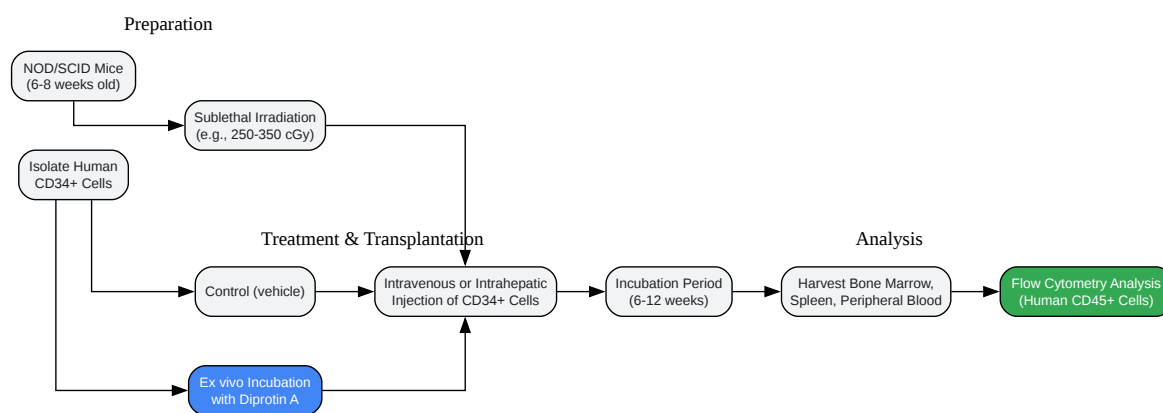 Preparation
NOD/SCID Mice
(6-8 weeks old)
Sublethal Irradiation
(e.g., 250-350 cGy)
Isolate Human
CD34+ Cells
Treatment & Transplantation
Analysis
Control (vehicle)
Intravenous or Intrahepatic
Injection of CD34+ Cells
Incubation Period
(6-12 weeks)
Harvest Bone Marrow,
Spleen, Peripheral Blood
Flow Cytometry Analysis
(Human CD45+ Cells)
Ex vivo Incubation
with Diprotin A